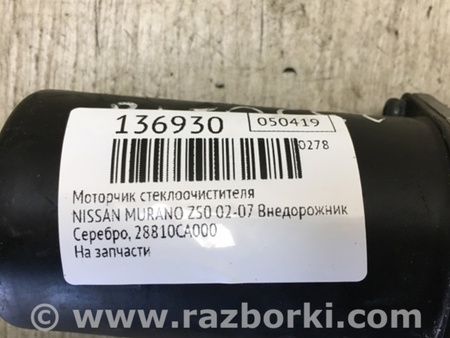 136930
050419
0278
Моторчик стеклоочистителя
NISSAN MURANO Z50 02-07 Внедорожник
Серебро, 28810CA000
На запчасти
www.razborki.com